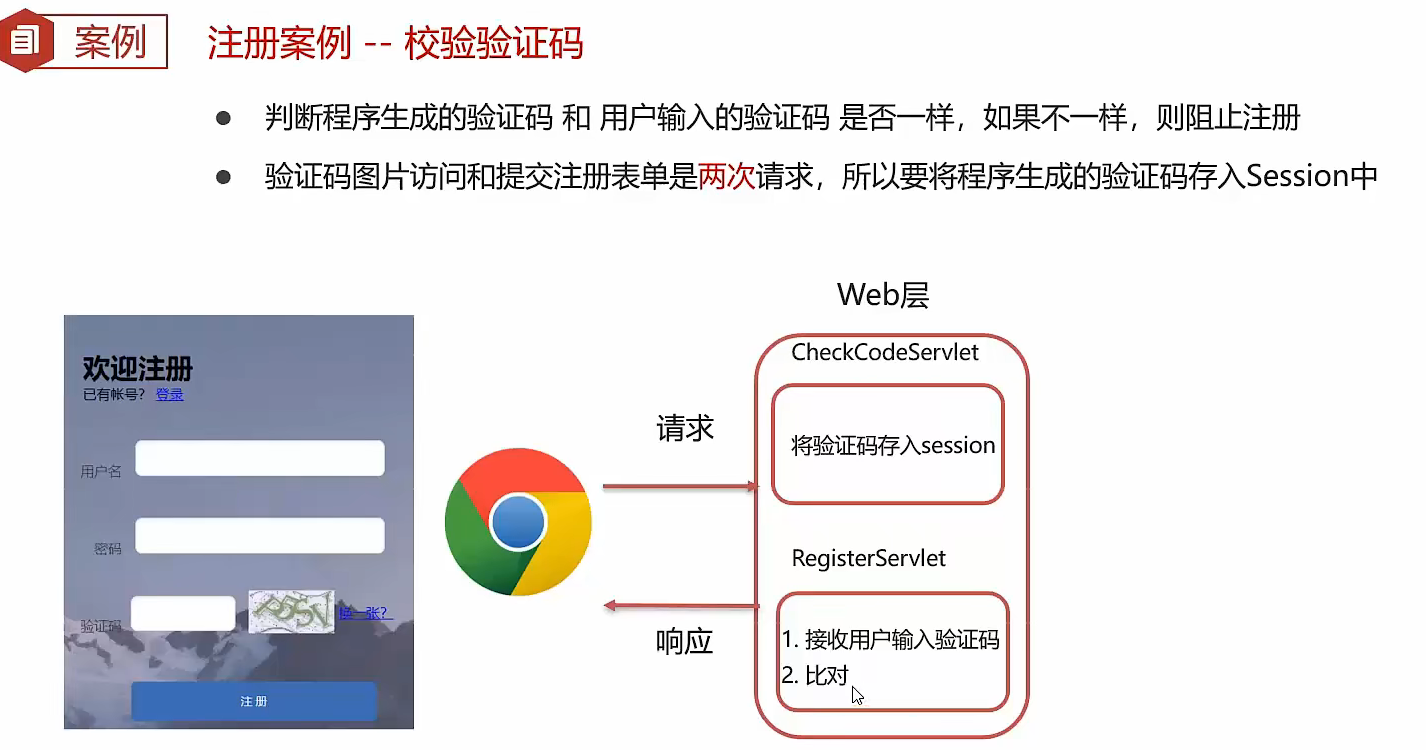 案例
注册案例 -- 校验验证码
● 判断程序生成的验证码 和 用户输入的验证码 是否一样，如果不一样，则阻止注册
● 验证码图片访问和提交注册表单是两次请求，所以要将程序生成的验证码存入Session中
欢迎注册
已有帐号? 登录
用户名
密码
验证码
换一张?
注 册
请求
响应
Web层
CheckCodeServlet
将验证码存入session
RegisterServlet
1. 接收用户输入验证码
2. 比对